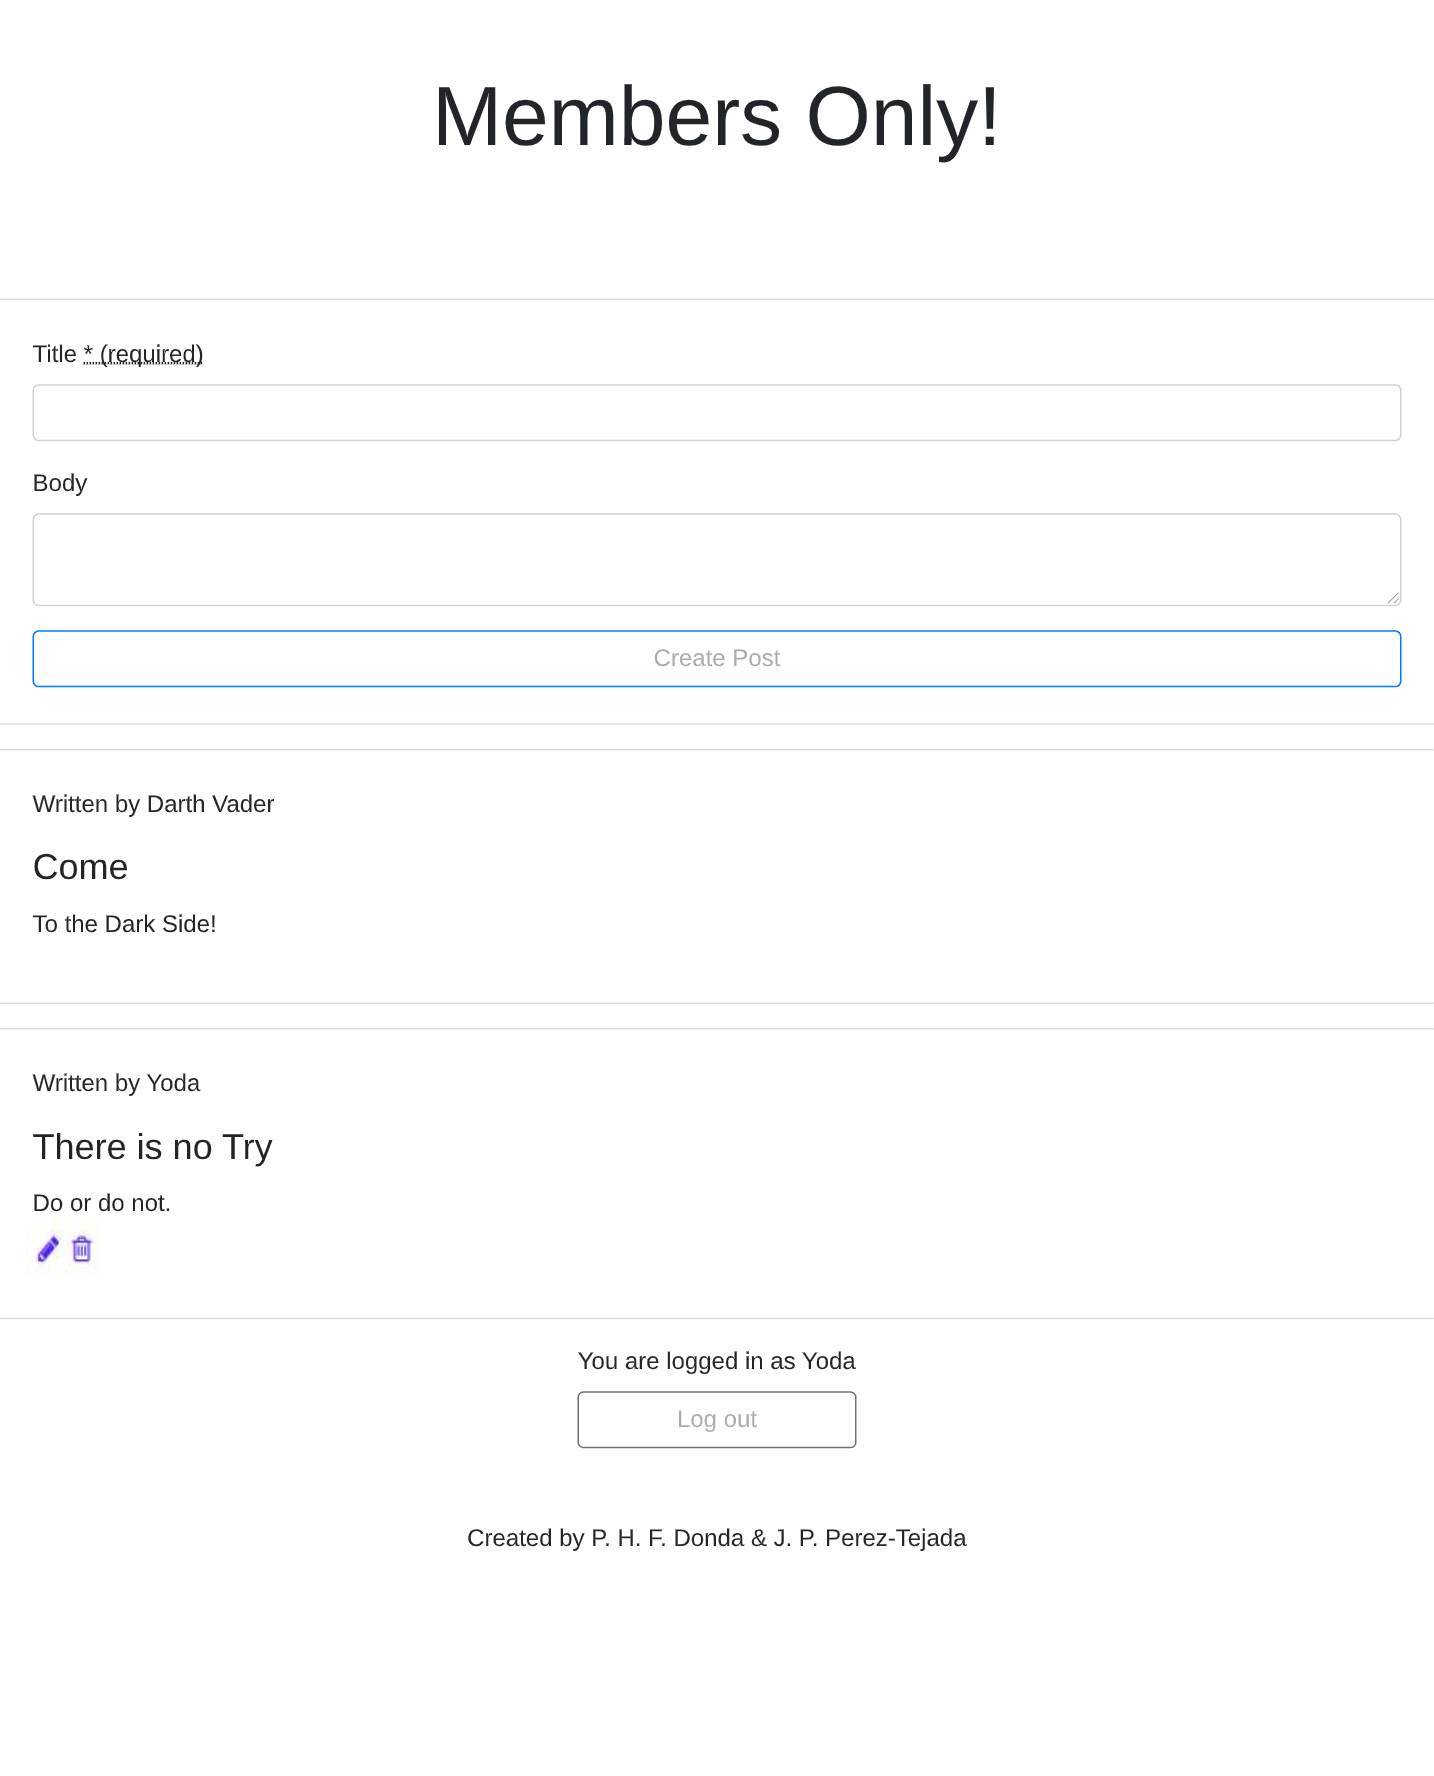 Members Only!
Title * (required)
Body
Create Post
Written by Darth Vader
Come
To the Dark Side!
Written by Yoda
There is no Try
Do or do not.
You are logged in as Yoda
Log out
Created by P. H. F. Donda & J. P. Perez-Tejada